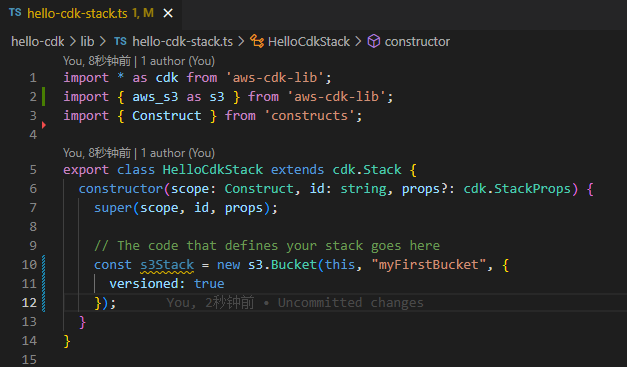 TS hello-cdk-stack.ts 1, M ×
hello-cdk > lib > TS hello-cdk-stack.ts > HelloCdkStack > constructor
You, 8秒钟前 | 1 author (You)
1 import * as cdk from 'aws-cdk-lib';
2 import { aws_s3 as s3 } from 'aws-cdk-lib';
3 import { Construct } from 'constructs';
4
You, 8秒钟前 | 1 author (You)
5 export class HelloCdkStack extends cdk.Stack {
6   constructor(scope: Construct, id: string, props?: cdk.StackProps) {
7     super(scope, id, props);
8
9     // The code that defines your stack goes here
10     const s3Stack = new s3.Bucket(this, "myFirstBucket", {
11       versioned: true
12     });      You, 2秒钟前 • Uncommitted changes
13   }
14 }
15